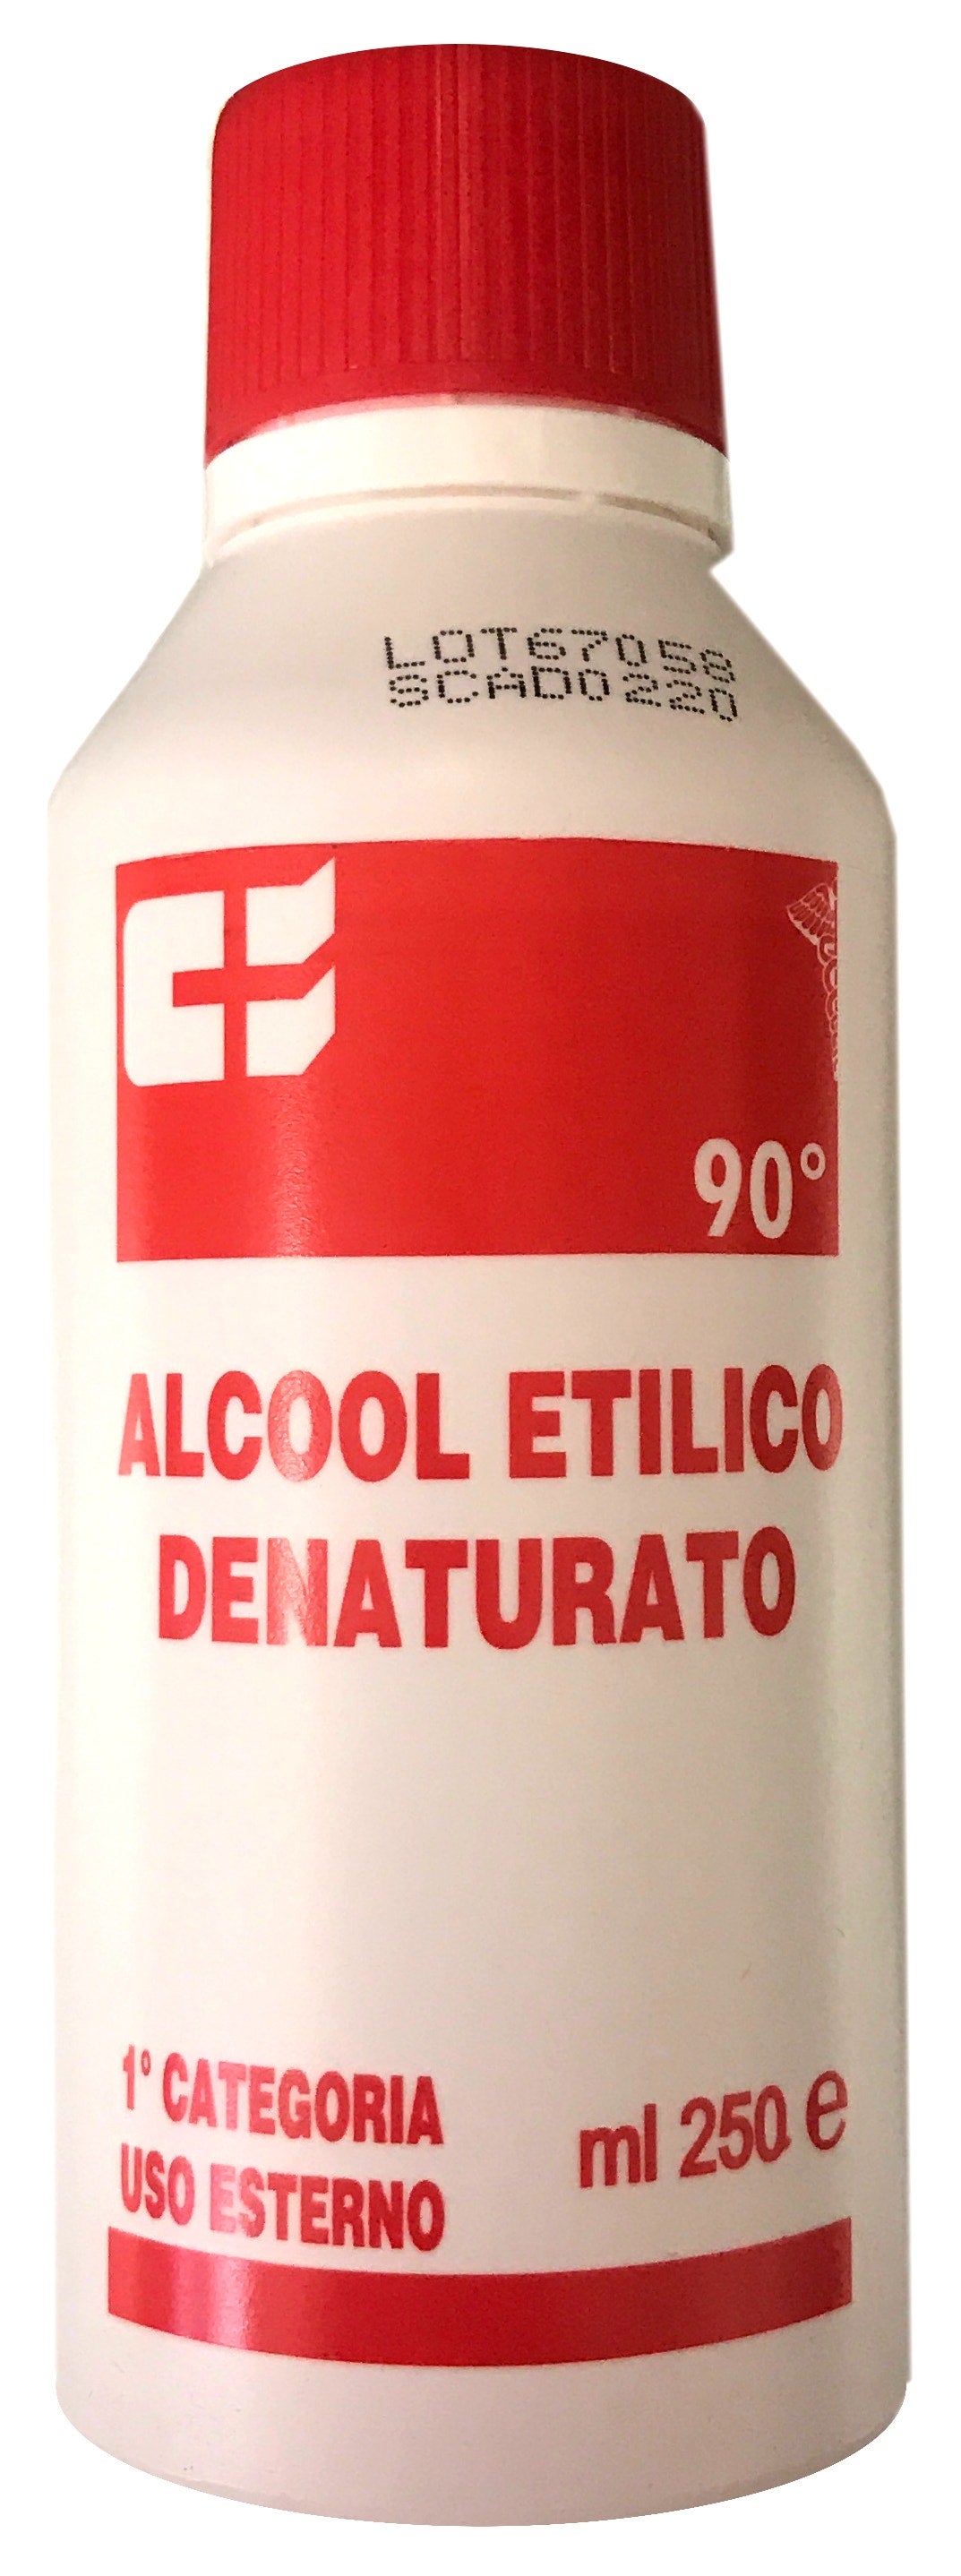 LOT67058
SCAD0220
90°
ALCOOL ETILICO
DENATURATO
1° CATEGORIA
USO ESTERNO
ml 250 e